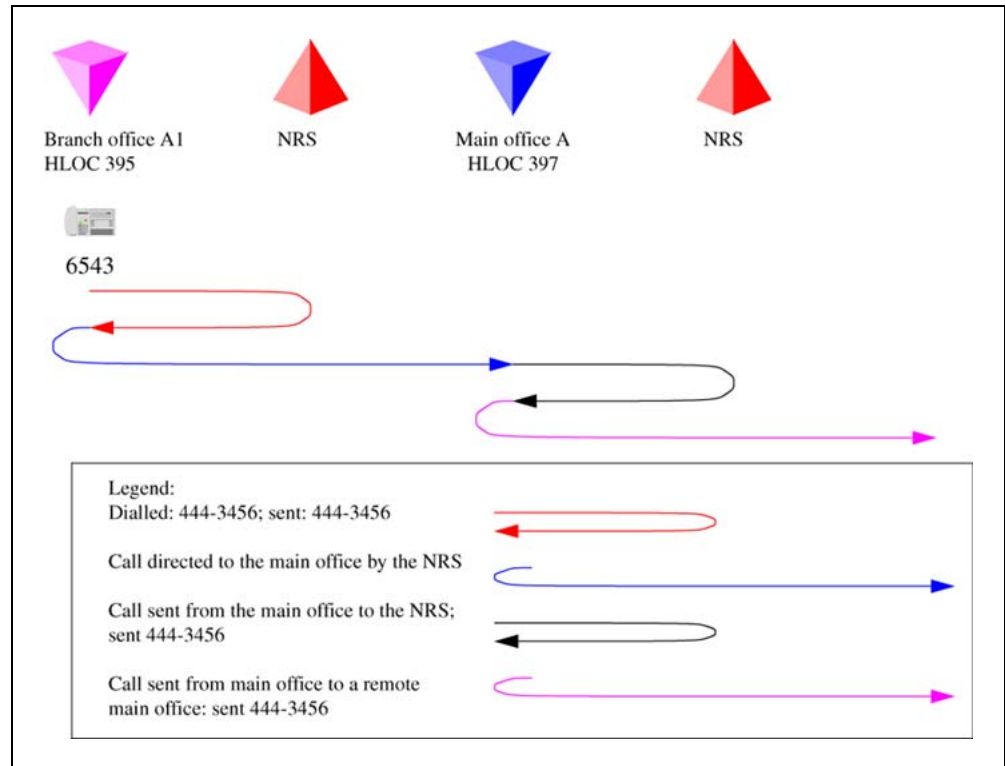 Branch office A1
HLOC 395
NRS
Main office A
HLOC 397
NRS
6543
Legend:
Dialled: 444-3456; sent: 444-3456
Call directed to the main office by the NRS
Call sent from the main office to the NRS;
sent 444-3456
Call sent from main office to a remote
main office: sent 444-3456